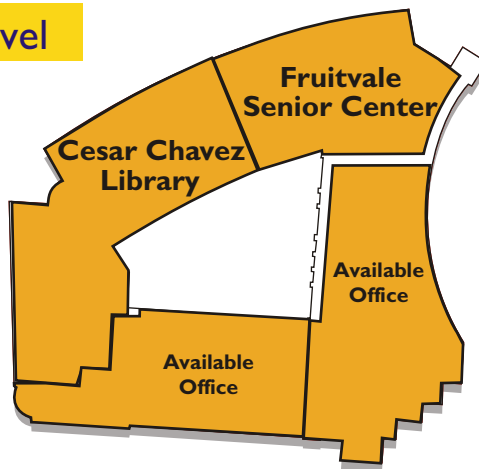 vel
Fruitvale
Senior Center
Cesar Chavez
Library
Available
Office
Available
Office